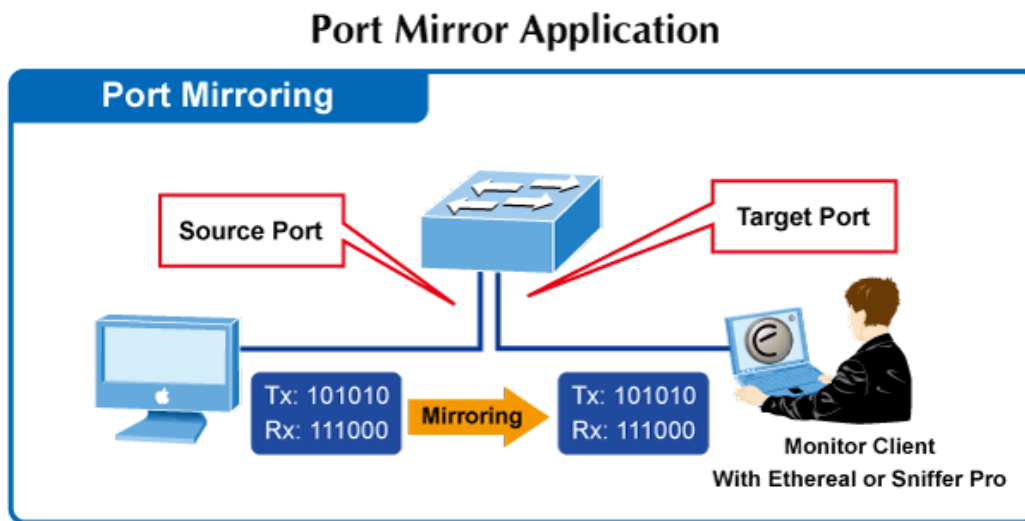 Port Mirror Application
Port Mirroring
Source Port
Target Port
Tx: 101010
Rx: 111000
Mirroring
Tx: 101010
Rx: 111000
Monitor Client
With Ethereal or Sniffer Pro